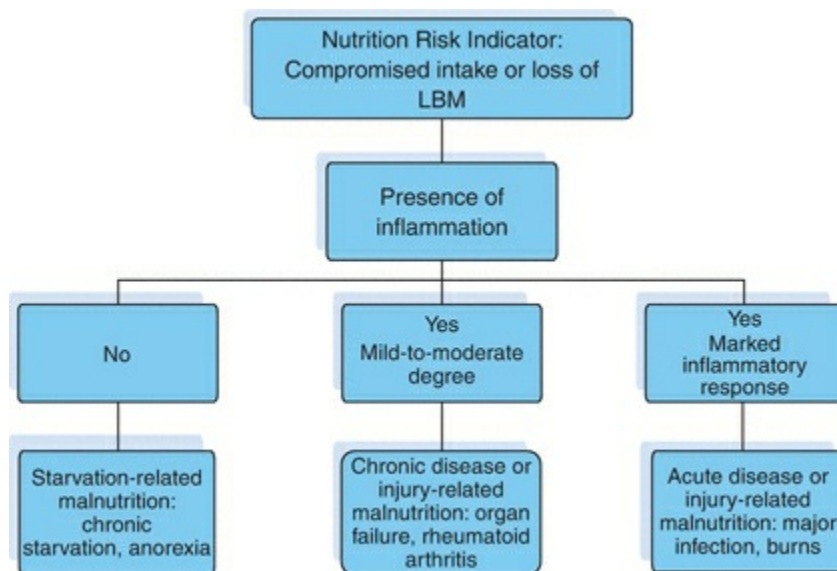 Nutrition Risk Indicator:
Compromised intake or loss of
LBM
Presence of
inflammation
No
Yes
Mild-to-moderate
degree
Yes
Marked
inflammatory
response
Starvation-related
malnutrition:
chronic
starvation, anorexia
Chronic disease or
injury-related
malnutrition: organ
failure, rheumatoid
arthritis
Acute disease or
injury-related
malnutrition: major
infection, burns